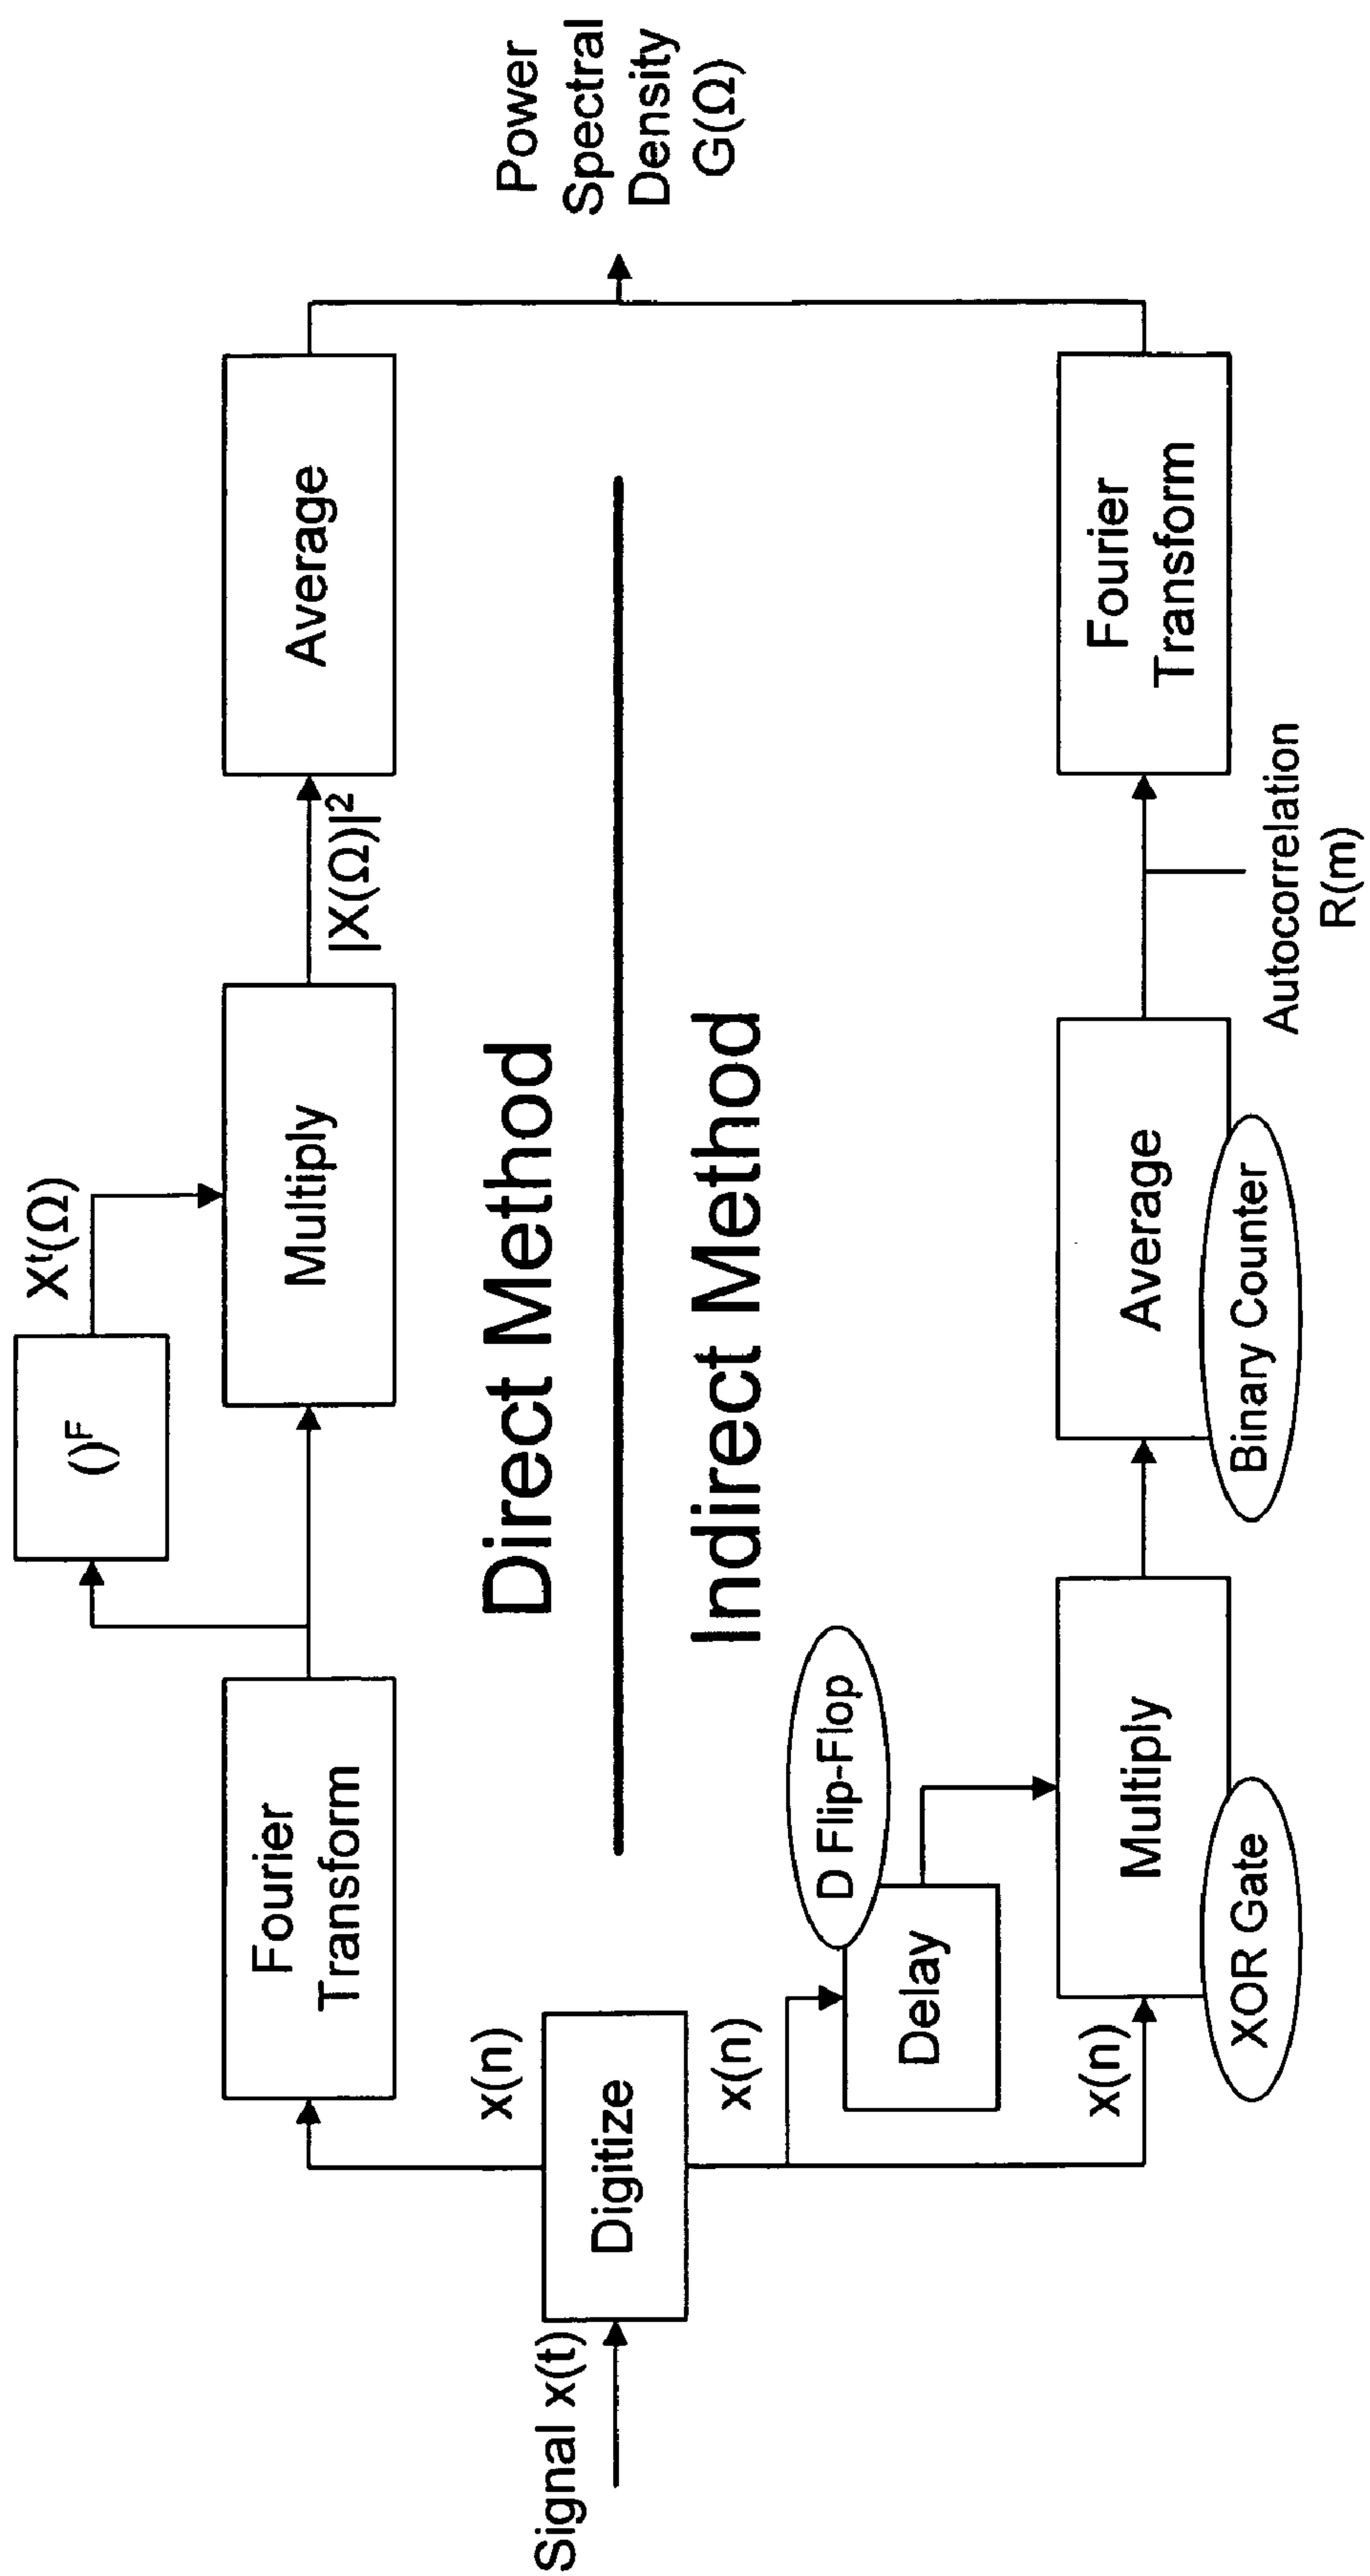 Signal x(t)
Digitize
x(n)
Fourier
Transform
()ᶠ
Xᵗ(Ω)
Multiply
|X(Ω)|²
Average
Direct Method
Power
Spectral
Density
G(Ω)
Indirect Method
x(n)
Delay
D Flip-Flop
x(n)
Multiply
XOR Gate
Average
Binary Counter
Autocorrelation
R(m)
Fourier
Transform